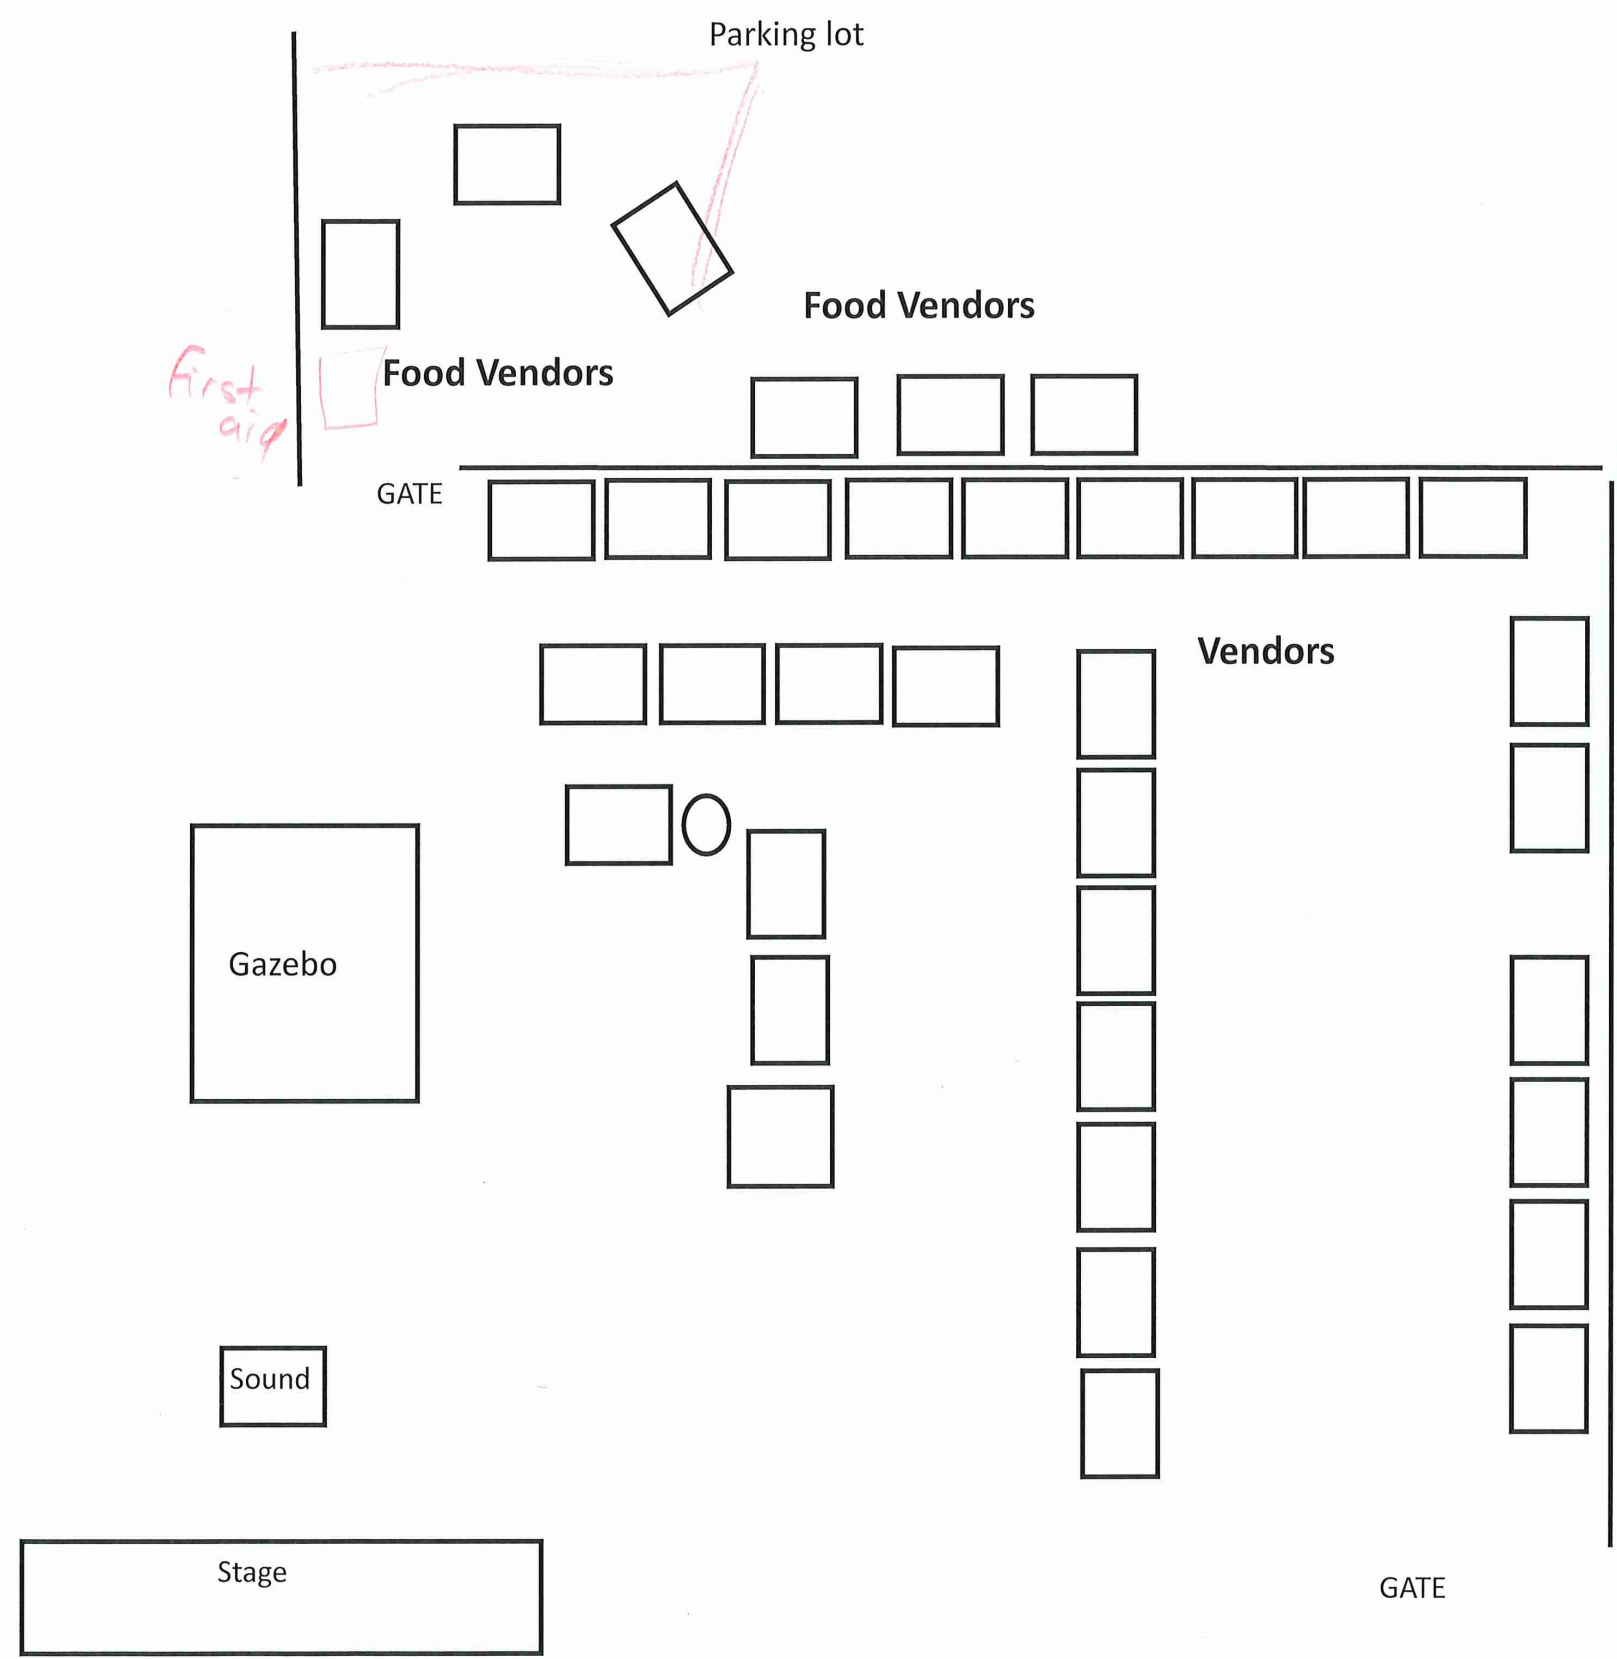 Parking lot
Food Vendors
Food Vendors
First
aid
GATE
Vendors
Gazebo
Sound
Stage
GATE